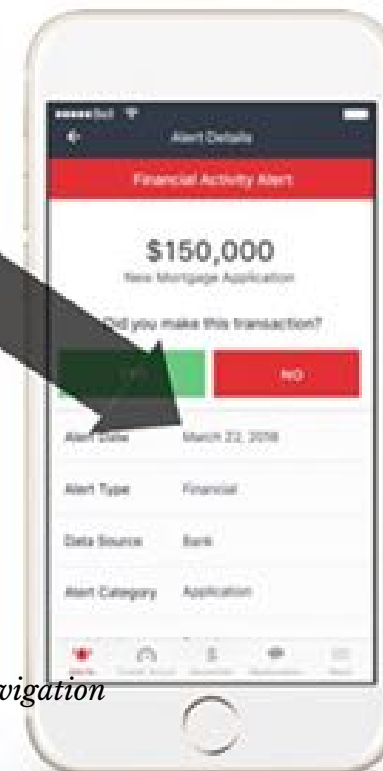 Alert Details
Financial Activity Alert
$150,000
New Mortgage Application
Did you make this transaction?
NO
Alert Date March 22, 2018
Alert Type Financial
Data Source Bank
Alert Category Application
vigation